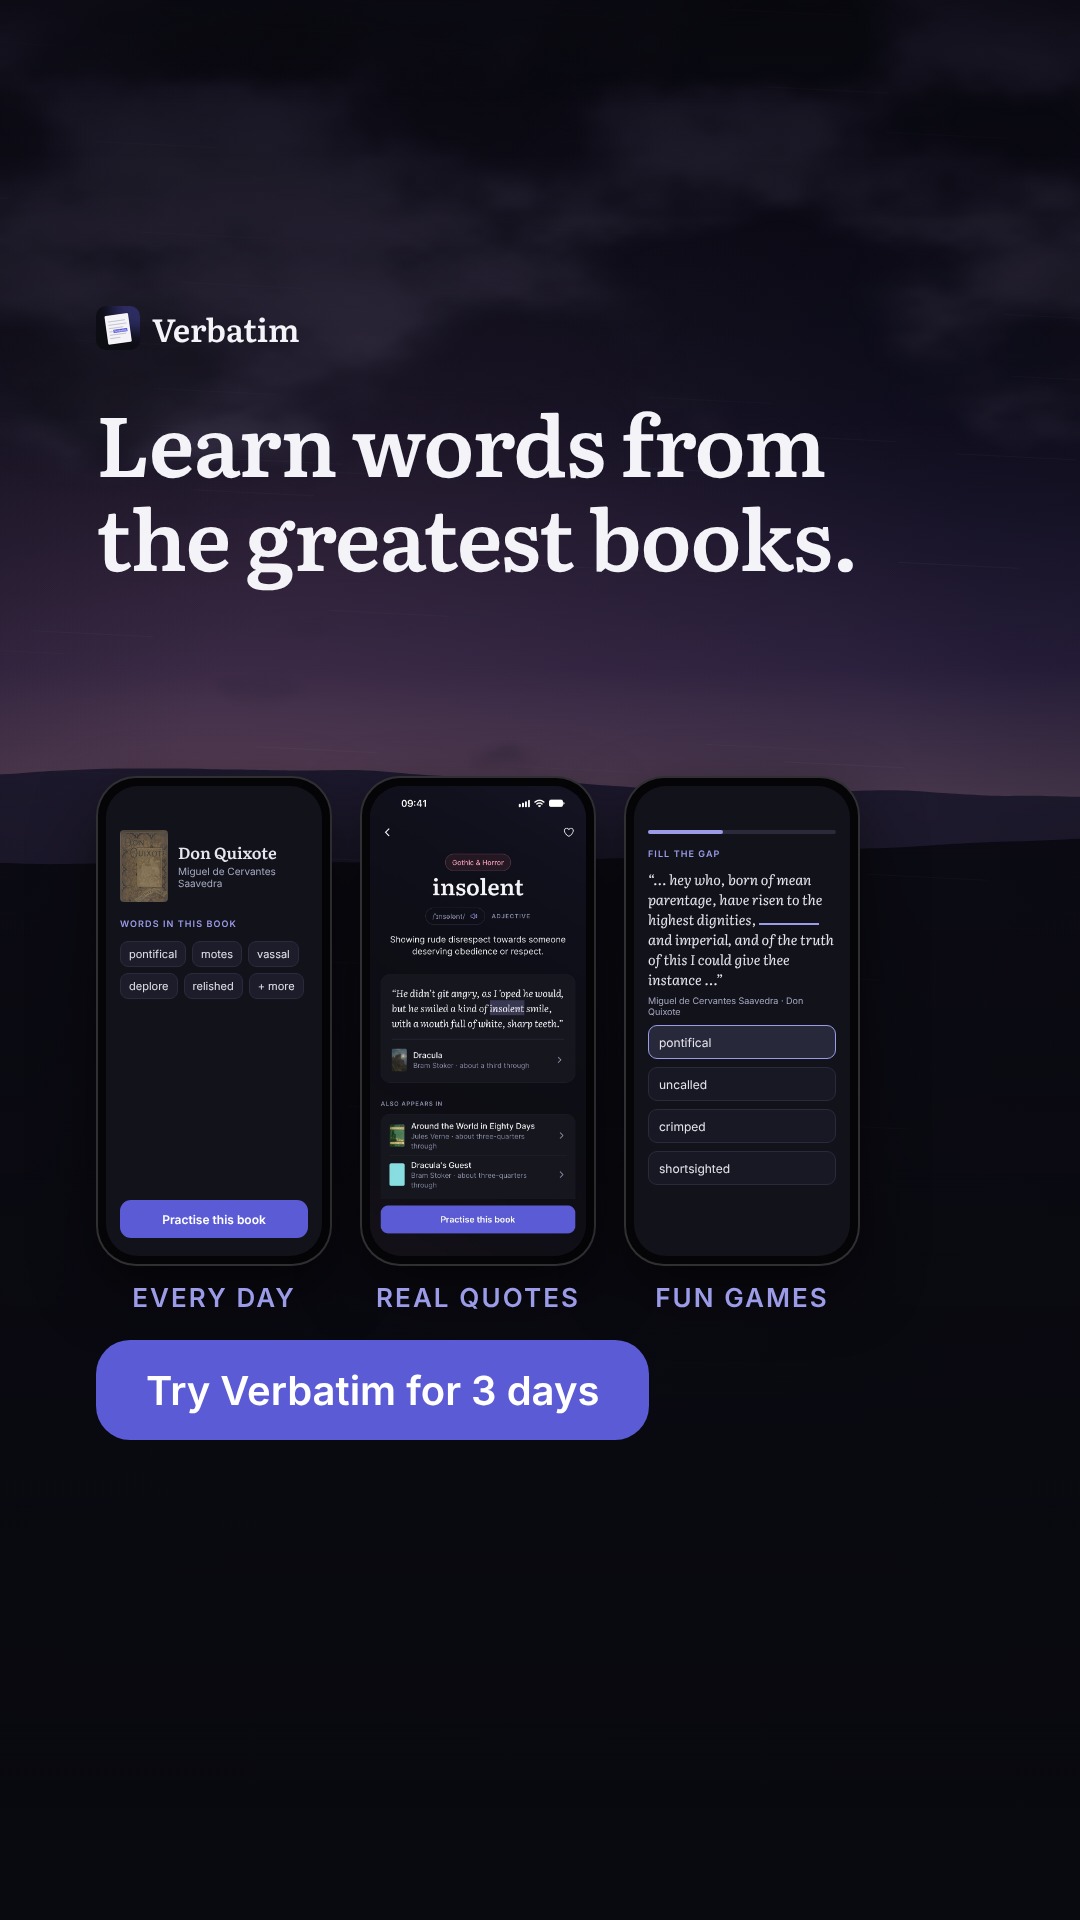 Verbatim
Learn words from
the greatest books.
Don Quixote
Miguel de Cervantes
Saavedra
WORDS IN THIS BOOK
pontifical
motes
vassal
deplore
relished
+ more
Practise this book
EVERY DAY
09:41
Gothic & Horror
insolent
/ˈɪnsələnt/
ADJECTIVE
Showing rude disrespect towards someone
deserving obedience or respect.
“He didn't git angry, as I 'oped he would,
but he smiled a kind of insolent smile,
with a mouth full of white, sharp teeth.”
Dracula
Bram Stoker · about a third through
ALSO APPEARS IN
Around the World in Eighty Days
Jules Verne · about three-quarters
through
Dracula's Guest
Bram Stoker · about three-quarters
through
Practise this book
REAL QUOTES
FILL THE GAP
“… hey who, born of mean
parentage, have risen to the
highest dignities, ______
and imperial, and of the truth
of this I could give thee
instance …”
Miguel de Cervantes Saavedra · Don
Quixote
pontifical
uncalled
crimped
shortsighted
FUN GAMES
Try Verbatim for 3 days